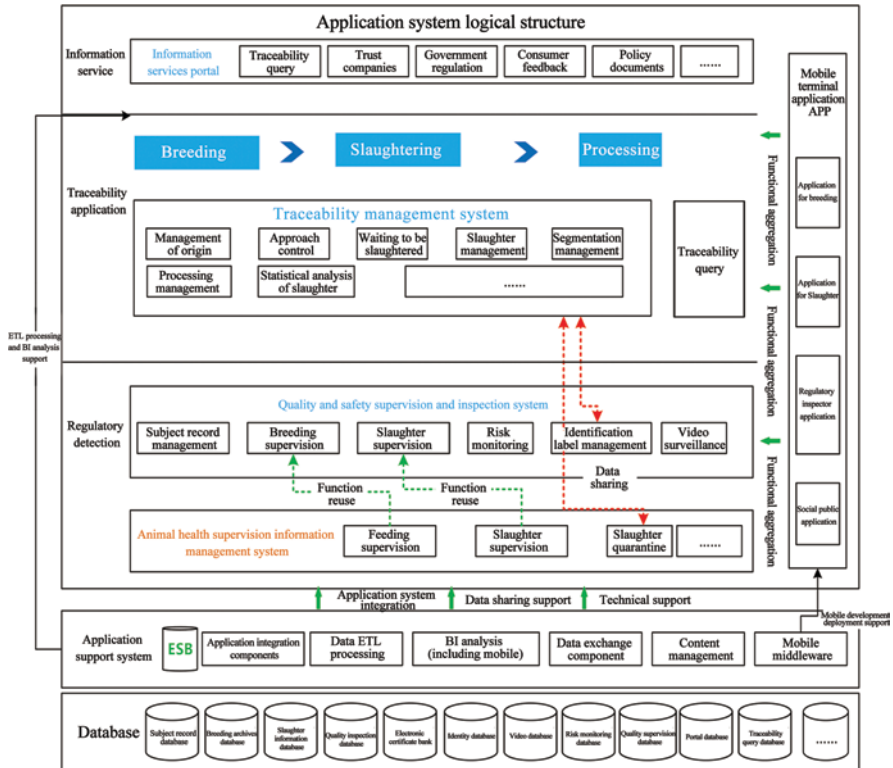 Application system logical structure
Information
service
Information
services portal
Traceability
query
Trust
companies
Government
regulation
Consumer
feedback
Policy
documents
......
Mobile
terminal
application
APP
Application
for breeding
Application
for Slaughter
Regulatory
inspector
application
Social public
application
Functional aggregation
Functional aggregation
Functional aggregation
Traceability
application
Breeding
Slaughtering
Processing
Traceability management system
Management
of origin
Approach
control
Waiting to be
slaughtered
Slaughter
management
Segmentation
management
Processing
management
Statistical analysis
of slaughter
......
Traceability
query
ETL processing
and BI analysis
support
Regulatory
detection
Quality and safety supervision and inspection system
Subject record
management
Breeding
supervision
Slaughter
supervision
Risk
monitoring
Identification
label management
Video
surveillance
Function
reuse
Function
reuse
Data
sharing
Animal health supervision information
management system
Feeding
supervision
Slaughter
supervision
Slaughter
quarantine
......
Application system
integration
Data sharing support
Technical support
Mobile development
deployment support
Application
support system
ESB
Application integration
components
Data ETL
processing
BI analysis
(including mobile)
Data exchange
component
Content
management
Mobile
middleware
Database
Subject record
database
Breeding archives
database
Slaughter
information
database
Quality inspection
database
Electronic
certificate bank
Identity database
Video database
Risk monitoring
database
Quality supervision
database
Portal database
Traceability
query database
......